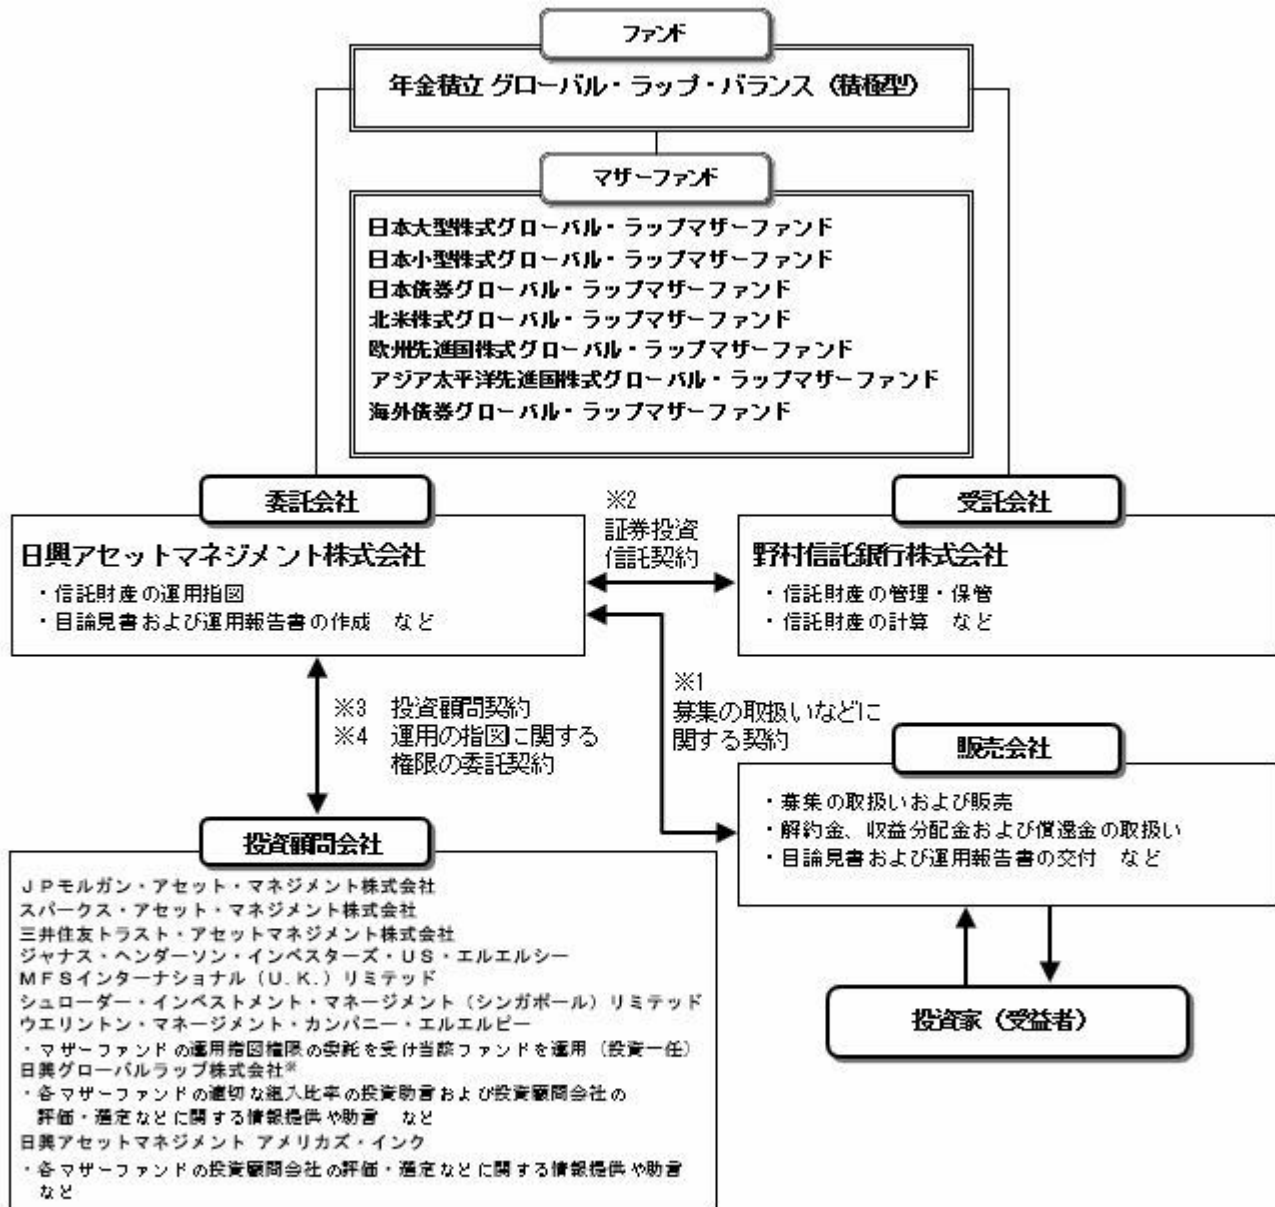 ファンド
年金積立 グローバル・ラップ・バランス（積極型）
マザーファンド
日本大型株式グローバル・ラップマザーファンド
日本小型株式グローバル・ラップマザーファンド
日本債券グローバル・ラップマザーファンド
北米株式グローバル・ラップマザーファンド
欧州先進国株式グローバル・ラップマザーファンド
アジア太平洋先進国株式グローバル・ラップマザーファンド
海外債券グローバル・ラップマザーファンド
委託会社
日興アセットマネジメント株式会社
・信託財産の運用指図
・目論見書および運用報告書の作成　など
※2
証券投資
信託契約
受託会社
野村信託銀行株式会社
・信託財産の管理・保管
・信託財産の計算　など
※3　投資顧問契約
※4　運用の指図に関する
権限の委託契約
※1
募集の取扱いなどに
関する契約
販売会社
・募集の取扱いおよび販売
・解約金、収益分配金および償還金の取扱い
・目論見書および運用報告書の交付　など
投資家（受益者）
投資顧問会社
ＪＰモルガン・アセット・マネジメント株式会社
スパークス・アセット・マネジメント株式会社
三井住友トラスト・アセットマネジメント株式会社
ジャナス・ヘンダーソン・インベスターズ・ＵＳ・エルエルシー
ＭＦＳインターナショナル（Ｕ.Ｋ.）リミテッド
シュローダー・インベストメント・マネージメント（シンガポール）リミテッド
ウエリントン・マネージメント・カンパニー・エルエルピー
・マザーファンドの運用指図権限の委託を受け当該ファンドを運用（投資一任）
日興グローバルラップ株式会社※
・各マザーファンドの適切な組入比率の投資助言および投資顧問会社の
評価・選定などに関する情報提供や助言　など
日興アセットマネジメント アメリカズ・インク
・各マザーファンドの投資顧問会社の評価・選定などに関する情報提供や助言
など